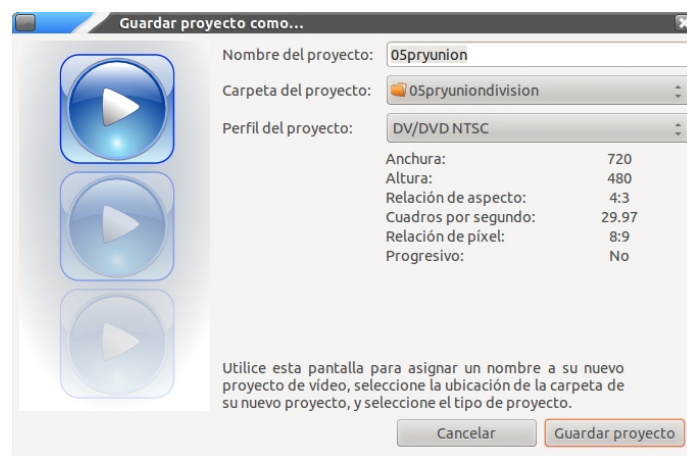 Guardar proyecto como...
Nombre del proyecto: 05pryunion
Carpeta del proyecto: 05pryuniondivision
Perfil del proyecto: DV/DVD NTSC
Anchura: 720
Altura: 480
Relación de aspecto: 4:3
Cuadros por segundo: 29.97
Relación de píxel: 8:9
Progresivo: No
Utilice esta pantalla para asignar un nombre a su nuevo
proyecto de vídeo, seleccione la ubicación de la carpeta de
su nuevo proyecto, y seleccione el tipo de proyecto.
Cancelar Guardar proyecto